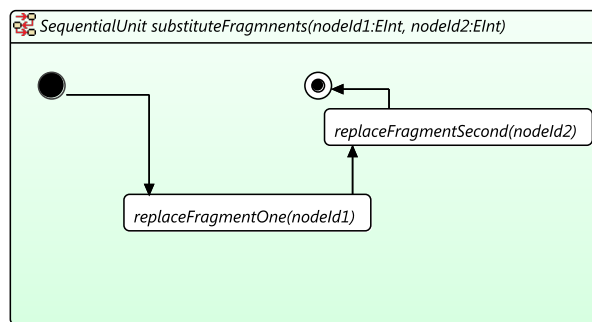 SequentialUnit substituteFragmnents(nodeId1:EInt, nodeId2:EInt)
replaceFragmentSecond(nodeId2)
replaceFragmentOne(nodeId1)